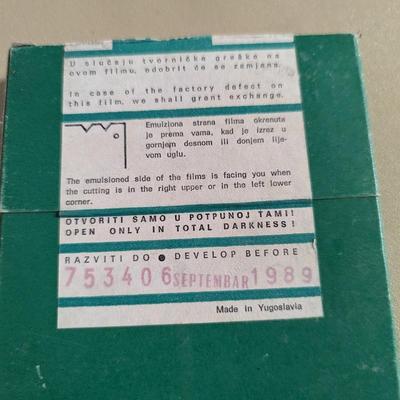 U slučaju tvorničke greške na
ovom filmu, odobrit će se zamjena.
In case of the factory defect on
this film, we shall grant exchange.
Emulziona strana filma okrenuta
je prema vama, kad je izrez u
gornjem desnom ili donjem lije-
vom uglu.
The emulsioned side of the films is facing you when
the cutting is in the right upper or in the left lower
corner.
OTVORITI SAMO U POTPUNOJ TAMI!
OPEN ONLY IN TOTAL DARKNESS!
RAZVITI DO ● DEVELOP BEFORE
753406 SEPTEMBAR 1989
Made in Yugoslavia